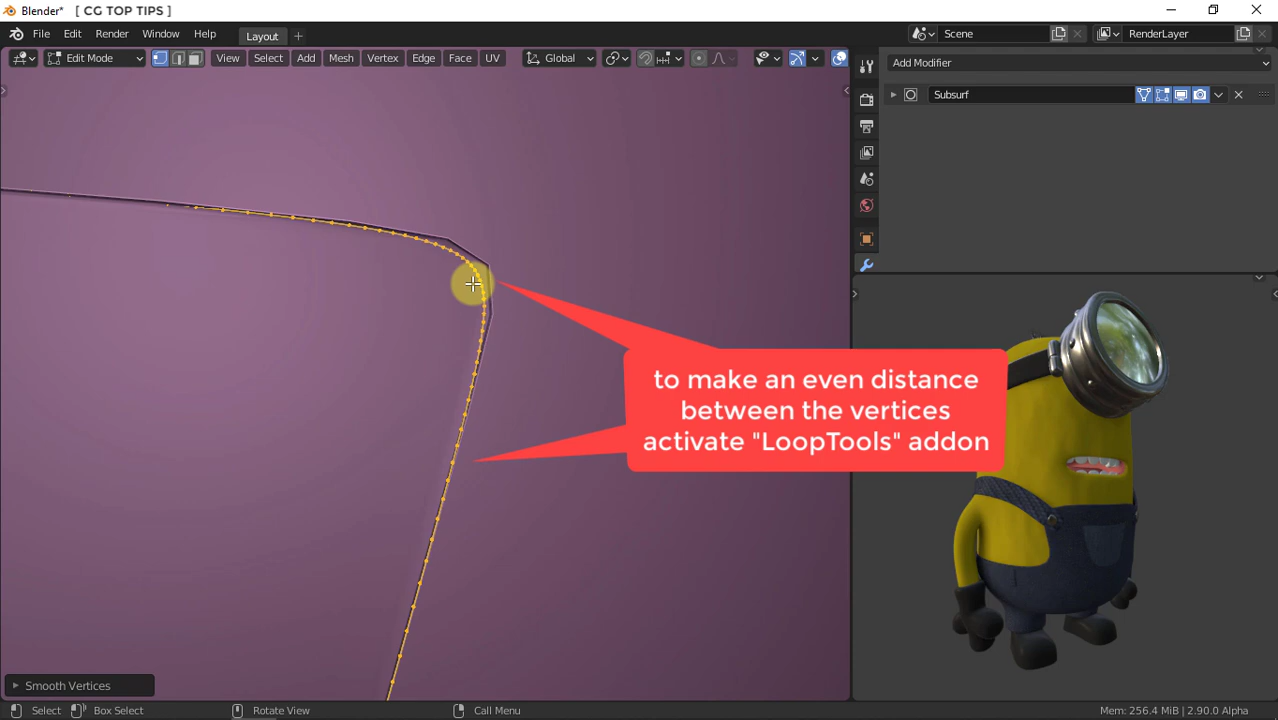 Blender* [ CG TOP TIPS ]
File Edit Render Window Help Layout + Scene RenderLayer
Edit Mode View Select Add Mesh Vertex Edge Face UV Global
Add Modifier
Subsurf
to make an even distance
between the vertices
activate "LoopTools" addon
Smooth Vertices
Select Box Select Rotate View Call Menu Mem: 256.4 MiB | 2.90.0 Alpha